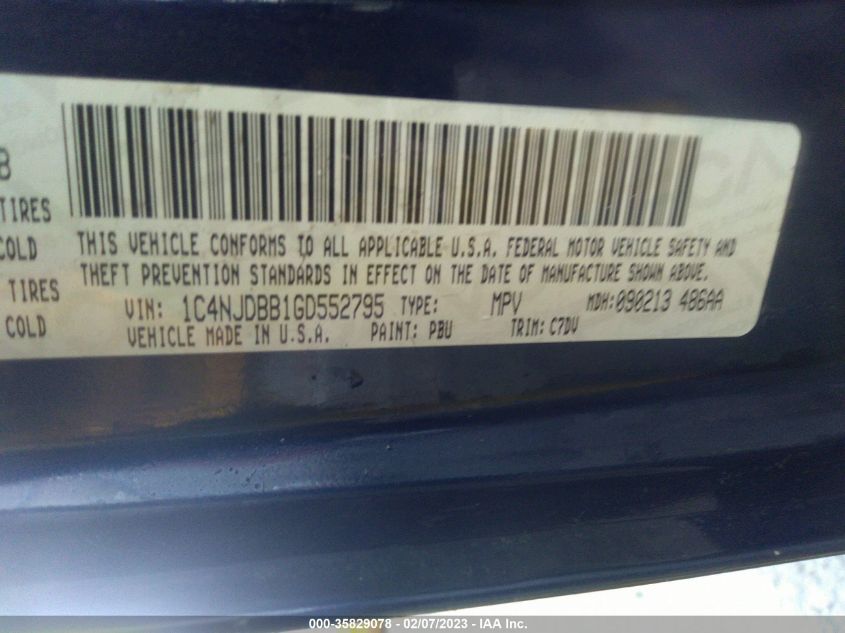 B
TIRES
COLD
TIRES
COLD
THIS VEHICLE CONFORMS TO ALL APPLICABLE U.S.A. FEDERAL MOTOR VEHICLE SAFETY AND
THEFT PREVENTION STANDARDS IN EFFECT ON THE DATE OF MANUFACTURE SHOWN ABOVE.
VIN: 1C4NJDBB1GD552795 TYPE: MPV MDH:090213 486AA
VEHICLE MADE IN U.S.A. PAINT: PBU TRIM: C7DV
000-35829078 - 02/07/2023 - IAA Inc.